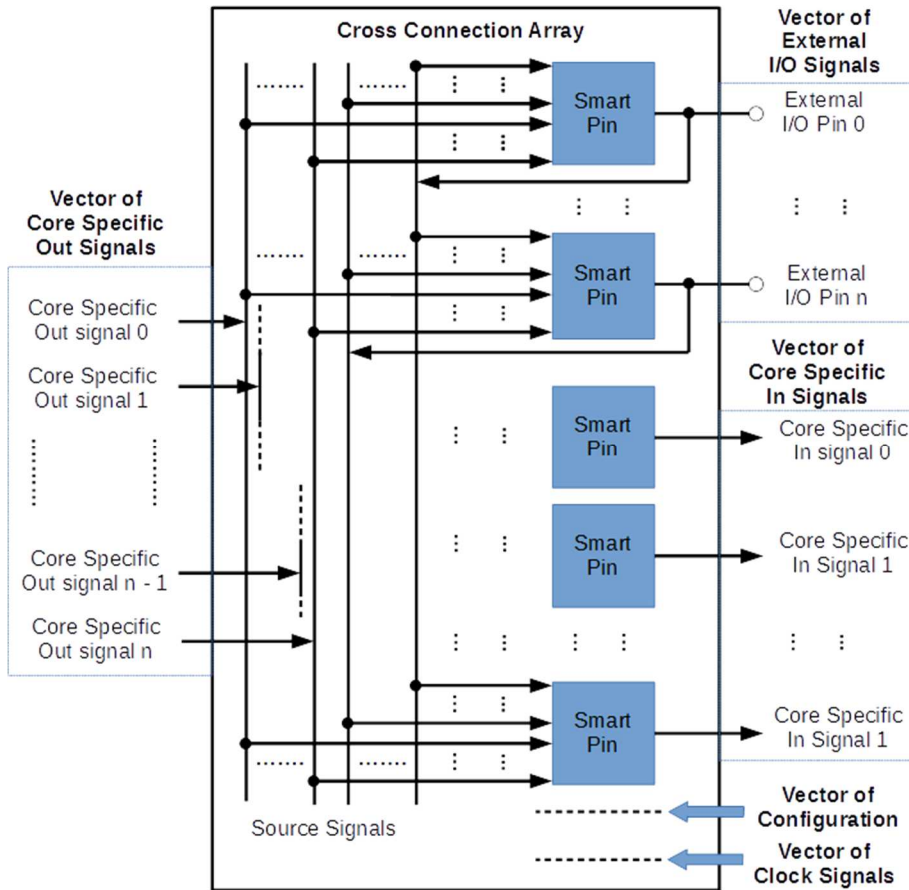 Cross Connection Array
Vector of
External
I/O Signals
Smart
Pin
External
I/O Pin 0
Vector of
Core Specific
Out Signals
Smart
Pin
External
I/O Pin n
Core Specific
Out signal 0
Vector of
Core Specific
In Signals
Core Specific
Out signal 1
Smart
Pin
Core Specific
In signal 0
Core Specific
Out signal n - 1
Smart
Pin
Core Specific
In Signal 1
Core Specific
Out signal n
Smart
Pin
Core Specific
In Signal 1
Source Signals
Vector of
Configuration
Vector of
Clock Signals